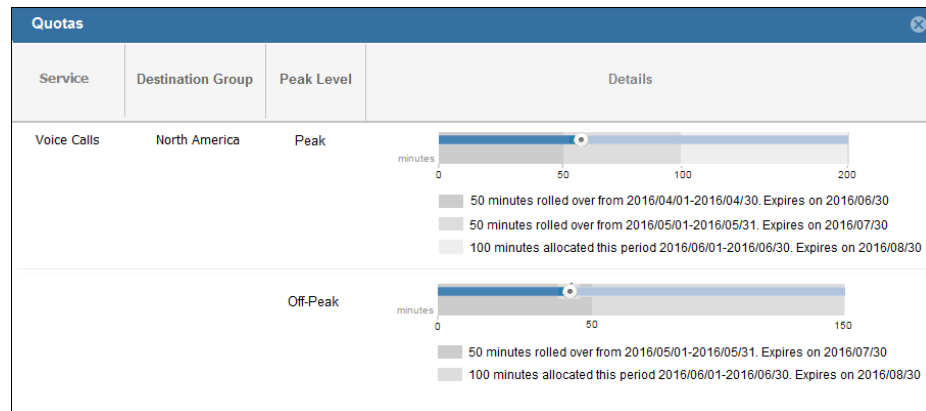 Quotas
Service Destination Group Peak Level Details
Voice Calls North America Peak
minutes
0 50 100 200
50 minutes rolled over from 2016/04/01-2016/04/30. Expires on 2016/06/30
50 minutes rolled over from 2016/05/01-2016/05/31. Expires on 2016/07/30
100 minutes allocated this period 2016/06/01-2016/06/30. Expires on 2016/08/30
Off-Peak
minutes
0 50 150
50 minutes rolled over from 2016/05/01-2016/05/31. Expires on 2016/07/30
100 minutes allocated this period 2016/06/01-2016/06/30. Expires on 2016/08/30